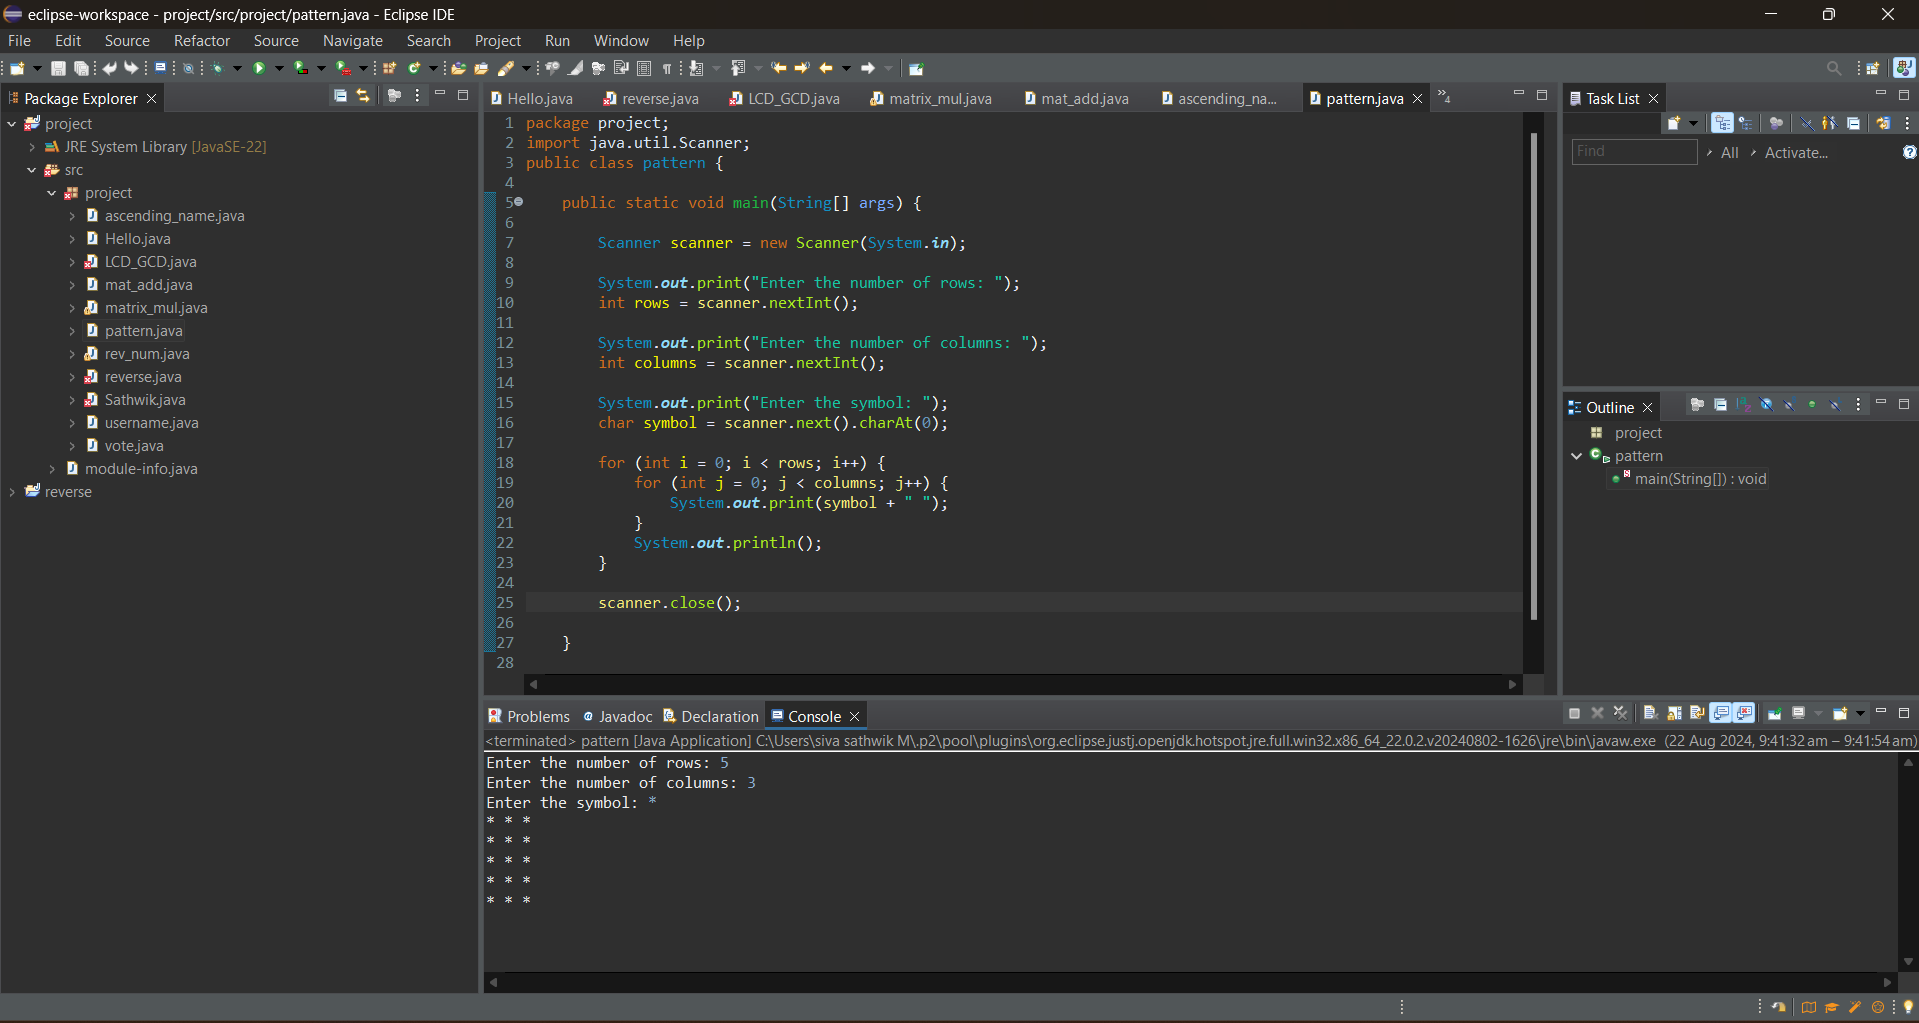 eclipse-workspace - project/src/project/pattern.java - Eclipse IDE
File Edit Source Refactor Source Navigate Search Project Run Window Help
Package Explorer
project
JRE System Library [JavaSE-22]
src
project
ascending_name.java
Hello.java
LCD_GCD.java
mat_add.java
matrix_mul.java
pattern.java
rev_num.java
reverse.java
Sathwik.java
username.java
vote.java
module-info.java
reverse
Hello.java reverse.java LCD_GCD.java matrix_mul.java mat_add.java ascending_na... pattern.java »4
1 package project;
2 import java.util.Scanner;
3 public class pattern {
4
5 public static void main(String[] args) {
6
7 Scanner scanner = new Scanner(System.in);
8
9 System.out.print("Enter the number of rows: ");
10 int rows = scanner.nextInt();
11
12 System.out.print("Enter the number of columns: ");
13 int columns = scanner.nextInt();
14
15 System.out.print("Enter the symbol: ");
16 char symbol = scanner.next().charAt(0);
17
18 for (int i = 0; i < rows; i++) {
19 for (int j = 0; j < columns; j++) {
20 System.out.print(symbol + " ");
21 }
22 System.out.println();
23 }
24
25 scanner.close();
26
27 }
28
Task List
Find All Activate...
Outline
project
pattern
main(String[]) : void
Problems Javadoc Declaration Console
<terminated> pattern [Java Application] C:\Users\siva sathwik M\.p2\pool\plugins\org.eclipse.justj.openjdk.hotspot.jre.full.win32.x86_64_22.0.2.v20240802-1626\jre\bin\javaw.exe (22 Aug 2024, 9:41:32 am – 9:41:54 am)
Enter the number of rows: 5
Enter the number of columns: 3
Enter the symbol: *
* * *
* * *
* * *
* * *
* * *